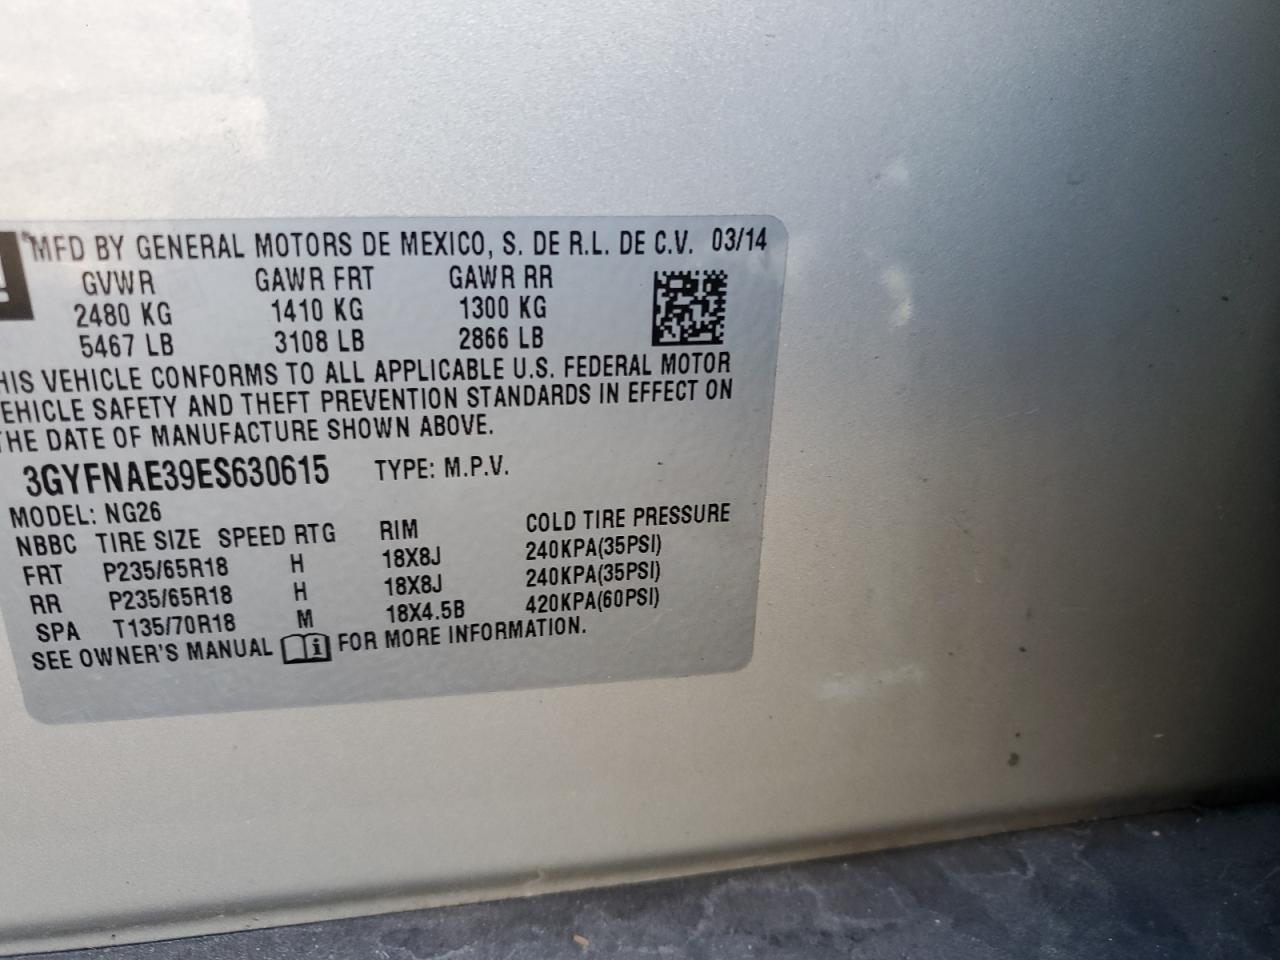 MFD BY GENERAL MOTORS DE MEXICO, S. DE R.L. DE C.V. 03/14
GVWR GAWR FRT GAWR RR
2480 KG 1410 KG 1300 KG
5467 LB 3108 LB 2866 LB
HIS VEHICLE CONFORMS TO ALL APPLICABLE U.S. FEDERAL MOTOR
EHICLE SAFETY AND THEFT PREVENTION STANDARDS IN EFFECT ON
THE DATE OF MANUFACTURE SHOWN ABOVE.
3GYFNAE39ES630615 TYPE: M.P.V.
MODEL: NG26
NBBC TIRE SIZE SPEED RTG RIM COLD TIRE PRESSURE
FRT P235/65R18 H 18X8J 240KPA(35PSI)
RR P235/65R18 H 18X8J 240KPA(35PSI)
SPA T135/70R18 M 18X4.5B 420KPA(60PSI)
SEE OWNER'S MANUAL i FOR MORE INFORMATION.